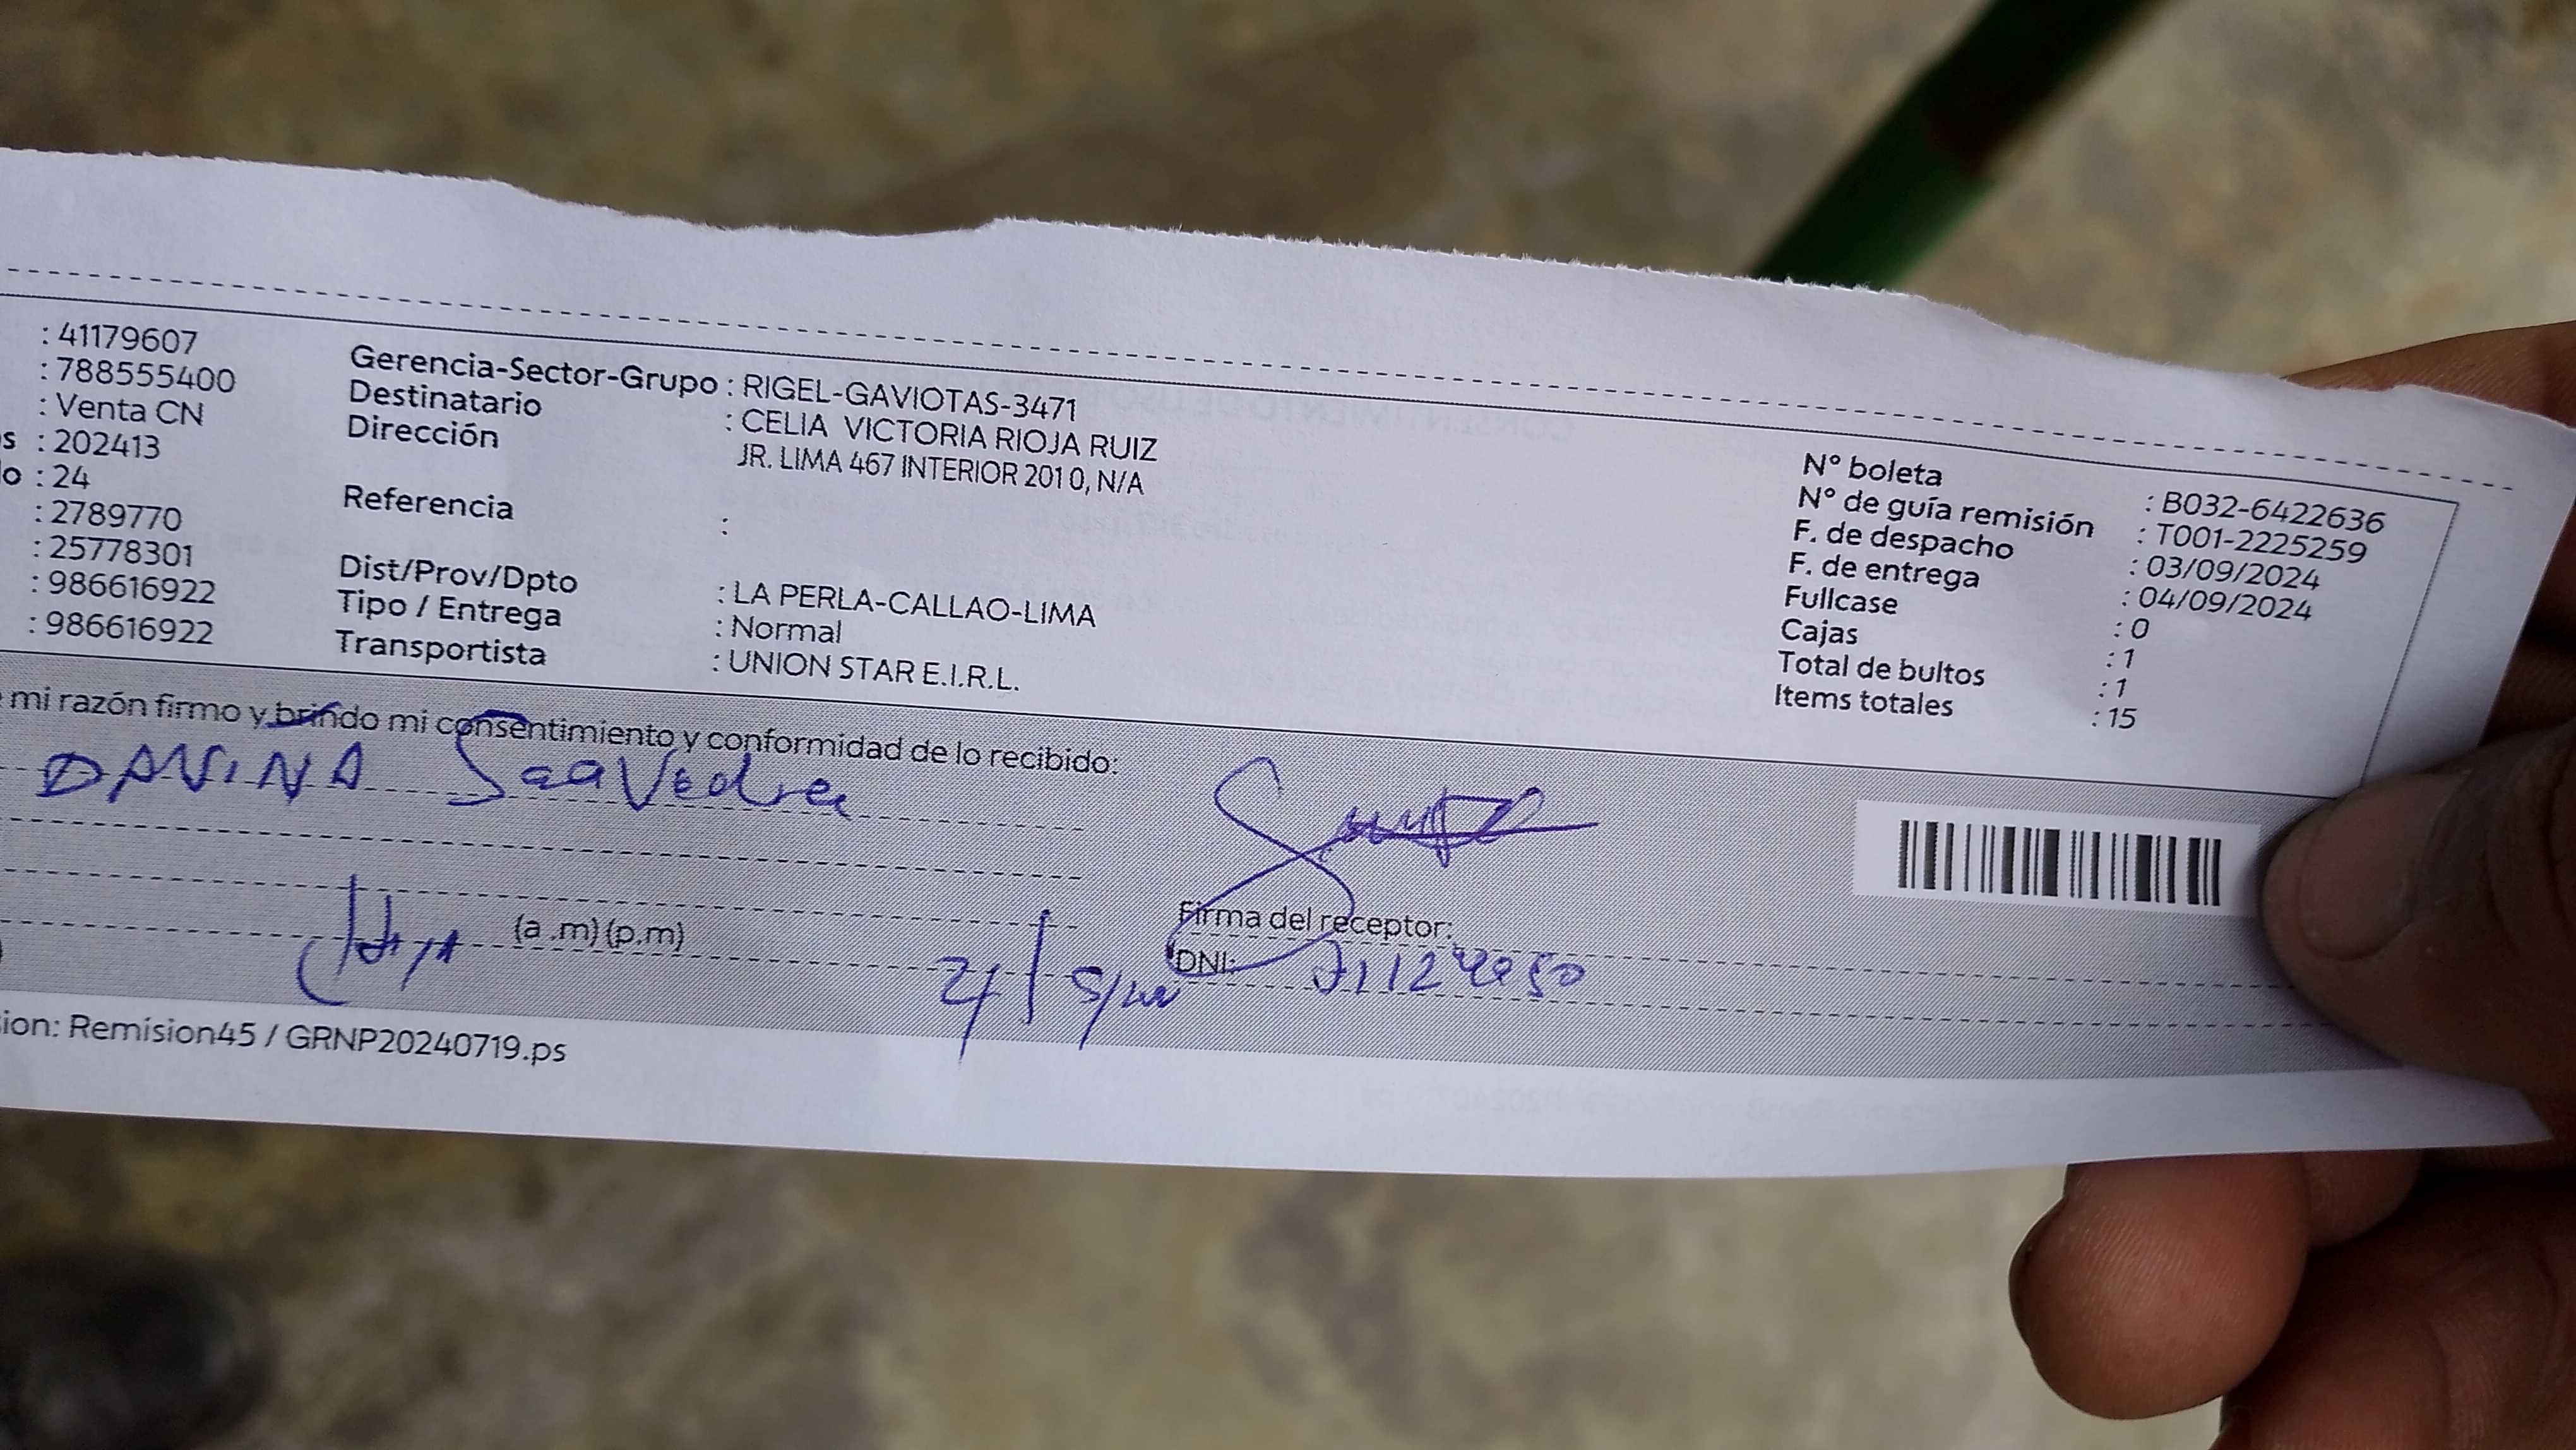 : 41179607
: 788555400
: Venta CN
s : 202413
do : 24
: 2789770
: 25778301
: 986616922
: 986616922
Gerencia-Sector-Grupo : RIGEL-GAVIOTAS-3471
Destinatario : CELIA VICTORIA RIOJA RUIZ
Dirección JR. LIMA 467 INTERIOR 201 0, N/A
Referencia :
Dist/Prov/Dpto : LA PERLA-CALLAO-LIMA
Tipo / Entrega : Normal
Transportista : UNION STAR E.I.R.L.
N° boleta : B032-6422636
N° de guía remisión : T001-2225259
F. de despacho : 03/09/2024
F. de entrega : 04/09/2024
Fullcase : 0
Cajas : 1
Total de bultos : 1
Items totales : 15
e mi razón firmo y brindo mi consentimiento y conformidad de lo recibido:
DAVINA Saavedra
(a .m) (p.m)
Firma del receptor:
DNI:
sion: Remision45 / GRNP20240719.ps